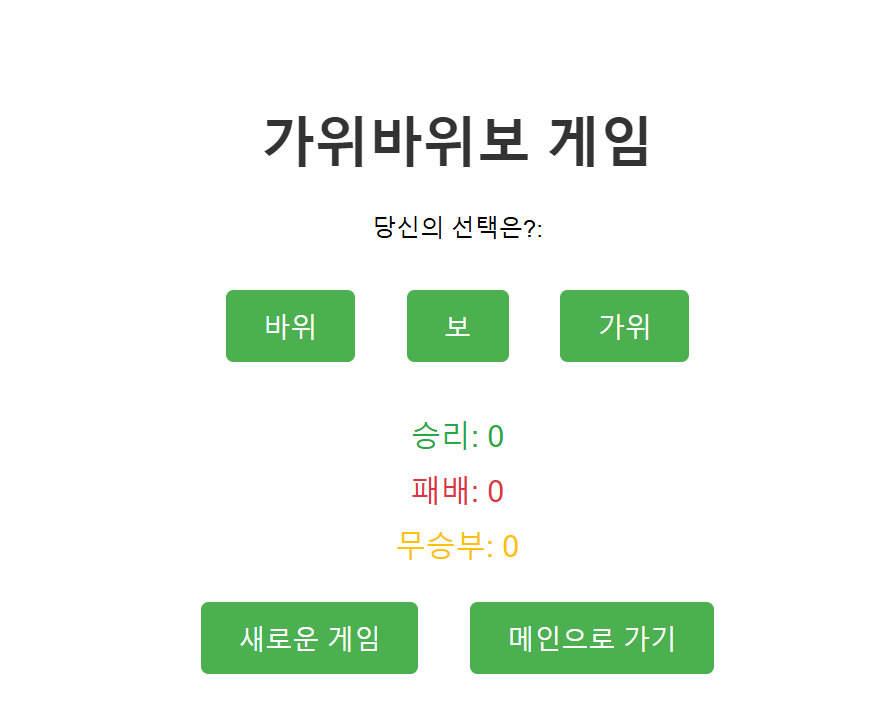 가위바위보 게임
당신의 선택은?:
바위 보 가위
승리: 0
패배: 0
무승부: 0
새로운 게임 메인으로 가기